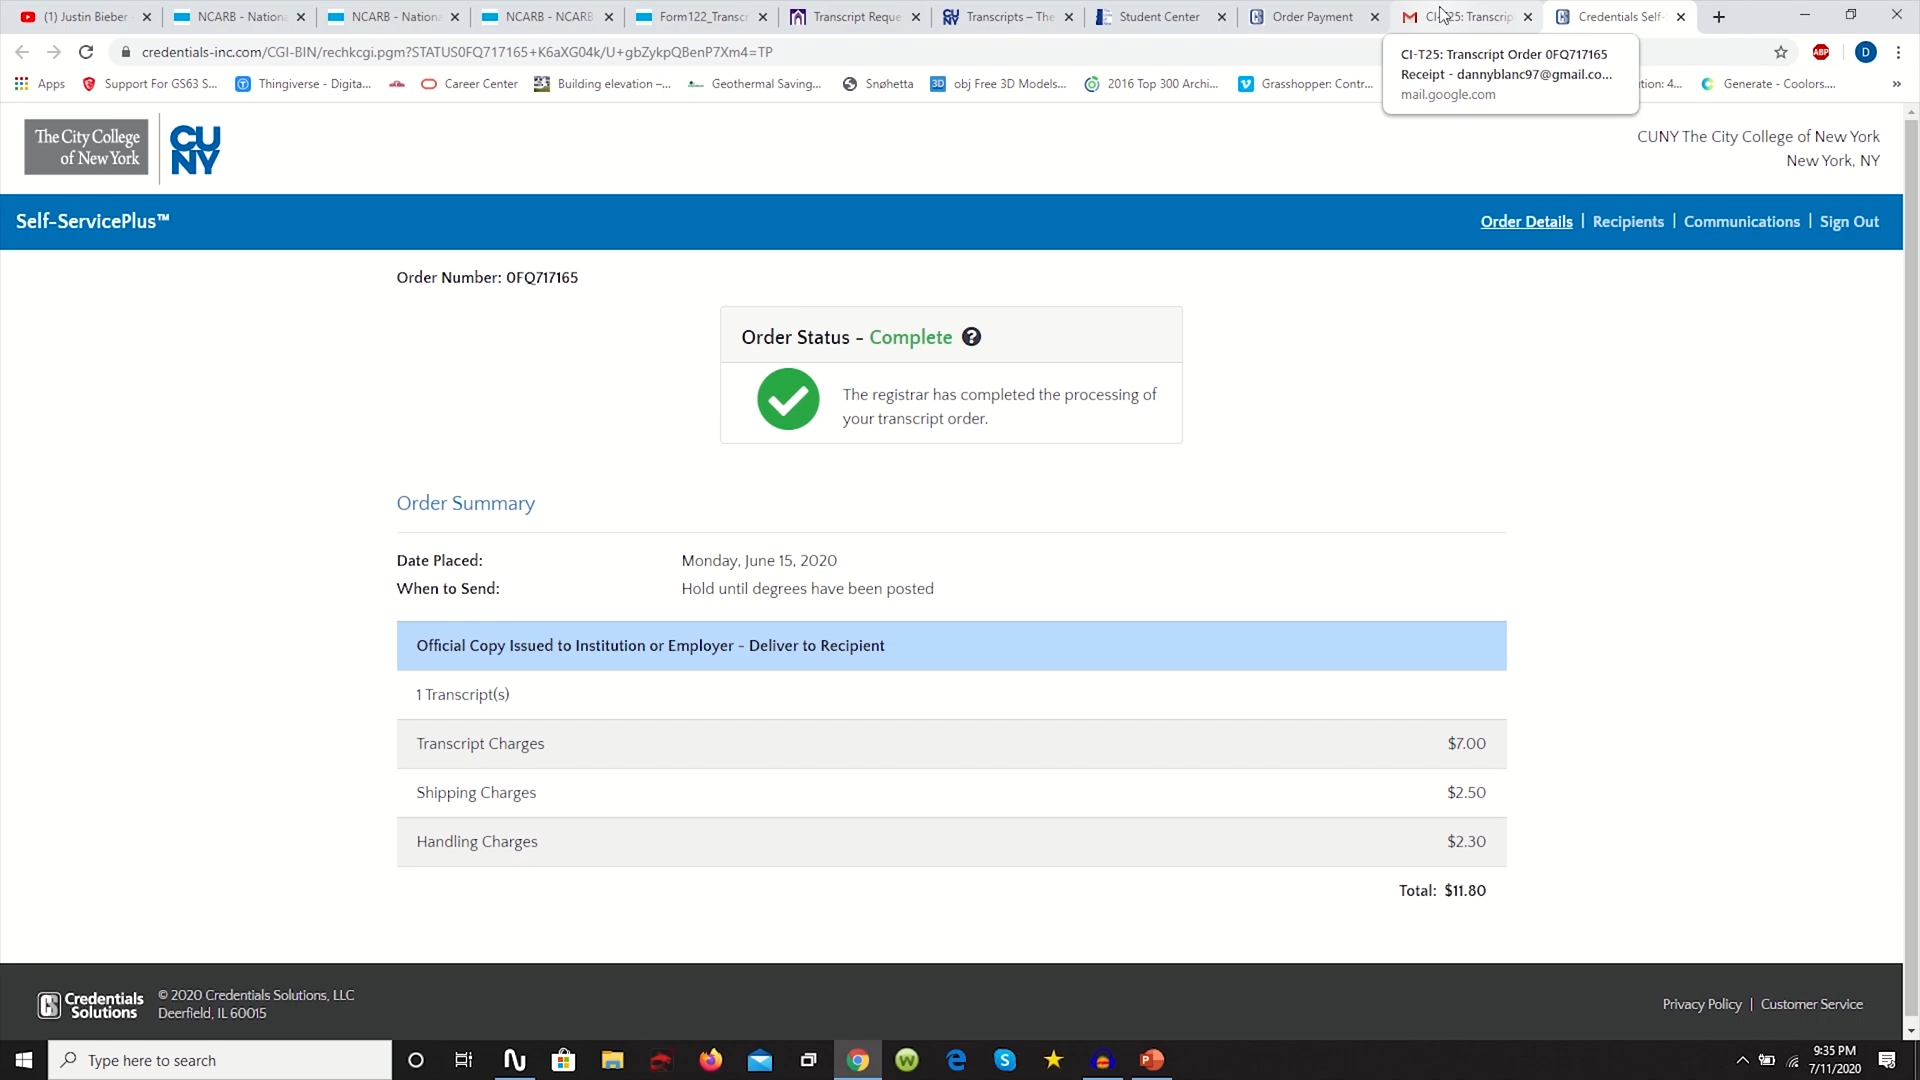 (1) Justin Bieber
NCARB - Nationa
NCARB - Nationa
NCARB - NCARB
Form122_Transcr
Transcript Reque
Transcripts – The
Student Center
Order Payment
CI-T25: Transcrip
Credentials Self-
credentials-inc.com/CGI-BIN/rechkcgi.pgm?STATUS0FQ717165+K6aXG04k/U+gbZykpQBenP7Xm4=TP
ABP
D
CI-T25: Transcript Order 0FQ717165
Receipt - dannyblanc97@gmail.co...
mail.google.com
Apps
Support For GS63 S...
Thingiverse - Digita...
Career Center
Building elevation –...
Geothermal Saving...
Snøhetta
obj Free 3D Models...
2016 Top 300 Archi...
Grasshopper: Contr...
tion: 4...
Generate - Coolors....
»
The City College
of New York
CU
NY
CUNY The City College of New York
New York, NY
Self-ServicePlus™
Order Details | Recipients | Communications | Sign Out
Order Number: 0FQ717165
Order Status - Complete ?
The registrar has completed the processing of
your transcript order.
Order Summary
Date Placed: Monday, June 15, 2020
When to Send: Hold until degrees have been posted
Official Copy Issued to Institution or Employer - Deliver to Recipient
1 Transcript(s)
Transcript Charges $7.00
Shipping Charges $2.50
Handling Charges $2.30
Total: $11.80
Credentials
Solutions
© 2020 Credentials Solutions, LLC
Deerfield, IL 60015
Privacy Policy | Customer Service
Type here to search
9:35 PM
7/11/2020